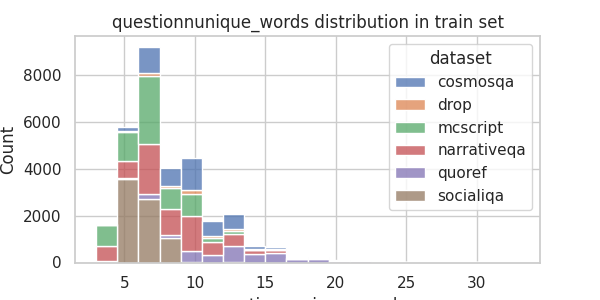 questionnunique_words distribution in train set
dataset
cosmosqa
drop
mcscript
narrativeqa
quoref
socialiqa
Count
8000
6000
4000
2000
0
5 10 15 20 25 30